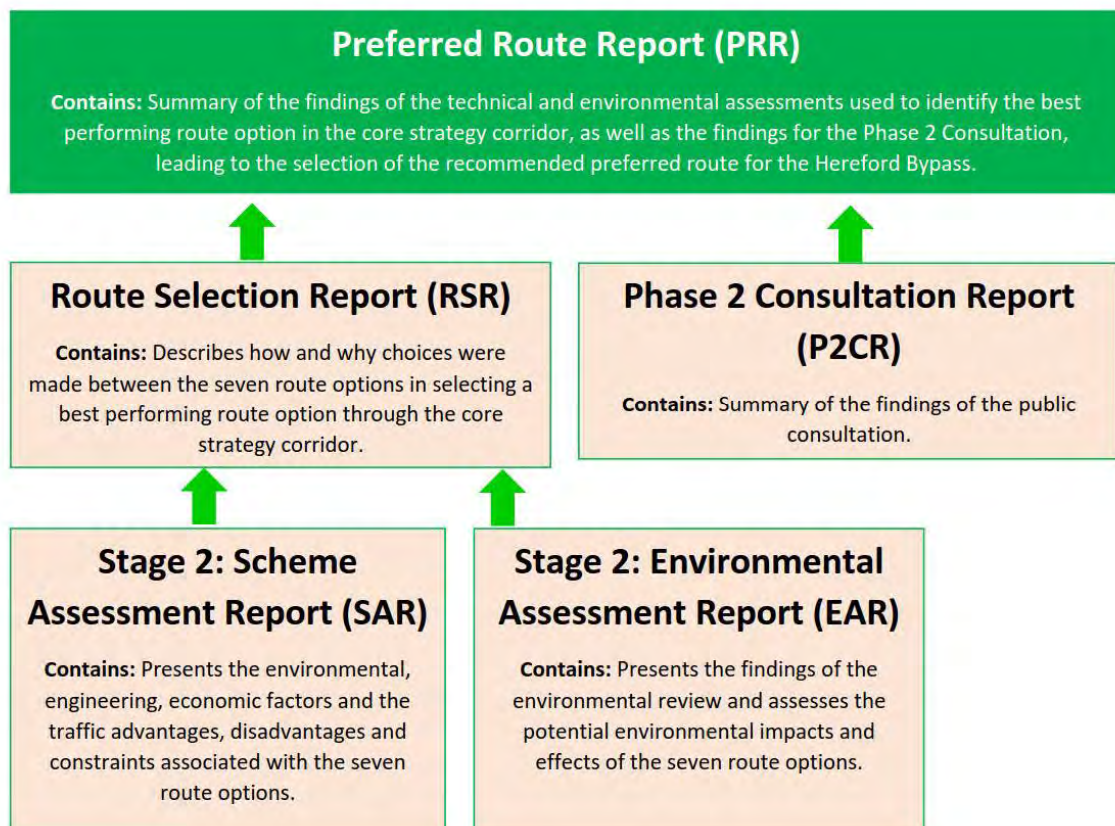 Preferred Route Report (PRR)
Contains: Summary of the findings of the technical and environmental assessments used to identify the best
performing route option in the core strategy corridor, as well as the findings for the Phase 2 Consultation,
leading to the selection of the recommended preferred route for the Hereford Bypass.
Route Selection Report (RSR)
Contains: Describes how and why choices were
made between the seven route options in selecting a
best performing route option through the core
strategy corridor.
Phase 2 Consultation Report
(P2CR)
Contains: Summary of the findings of the public
consultation.
Stage 2: Scheme
Assessment Report (SAR)
Contains: Presents the environmental,
engineering, economic factors and the
traffic advantages, disadvantages and
constraints associated with the seven
route options.
Stage 2: Environmental
Assessment Report (EAR)
Contains: Presents the findings of the
environmental review and assesses the
potential environmental impacts and
effects of the seven route options.